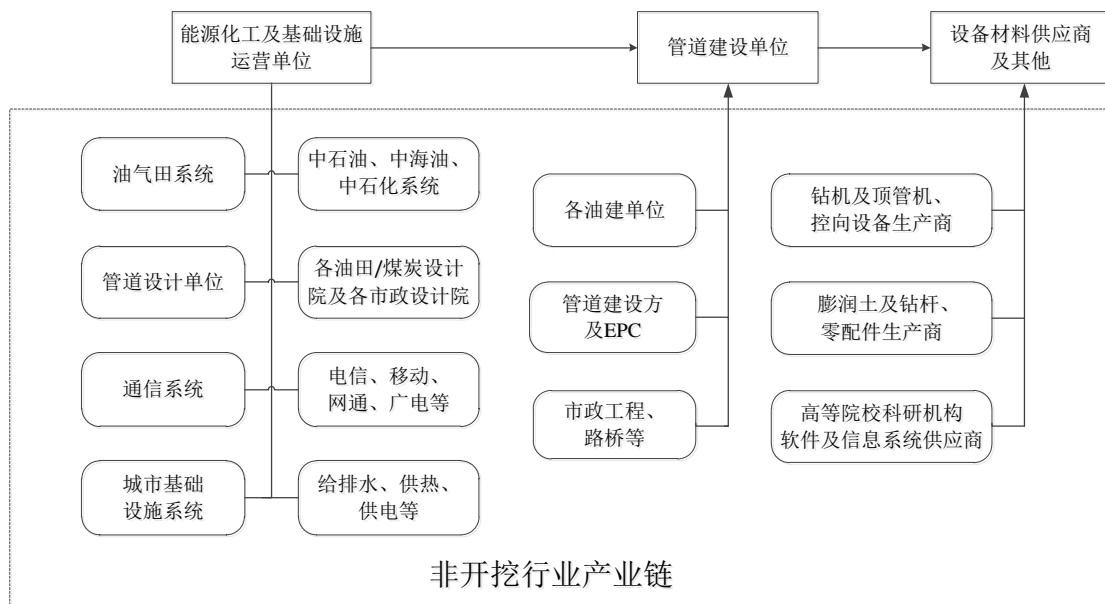 能源化工及基础设施
运营单位
管道建设单位
设备材料供应商
及其他
油气田系统
中石油、中海油、
中石化系统
管道设计单位
各油田/煤炭设计
院及各市政设计院
通信系统
电信、移动、
网通、广电等
城市基础
设施系统
给排水、供热、
供电等
各油建单位
管道建设方
及EPC
市政工程、
路桥等
钻机及顶管机、
控向设备生产商
膨润土及钻杆、
零配件生产商
高等院校科研机构
软件及信息系统供应商
非开挖行业产业链